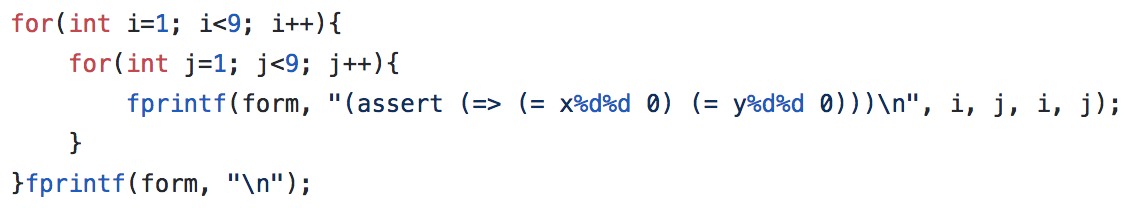 for(int i=1; i<9; i++){
    for(int j=1; j<9; j++){
        fprintf(form, "(assert (=> (= x%d%d 0) (= y%d%d 0)))\n", i, j, i, j);
    }
}fprintf(form, "\n");